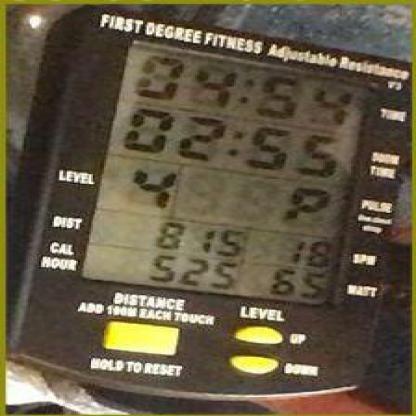 FIRST DEGREE FITNESS Adjustable Resistance
V3
04:54 TIME
02:55 500M TIME
LEVEL 4 P PULSE
DIST 815 18 SPM
CAL HOUR 525 65 WATT
DISTANCE
ADD 100M EACH TOUCH
LEVEL
UP
DOWN
HOLD TO RESET